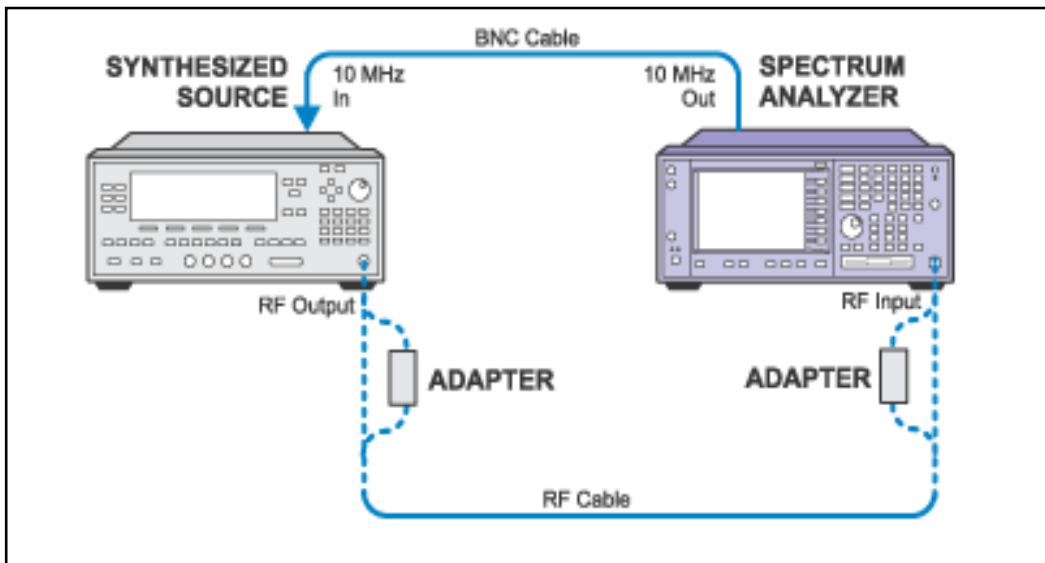 BNC Cable
SYNTHESIZED
SOURCE
10 MHz
In
10 MHz
Out
SPECTRUM
ANALYZER
RF Output
RF Input
ADAPTER
ADAPTER
RF Cable